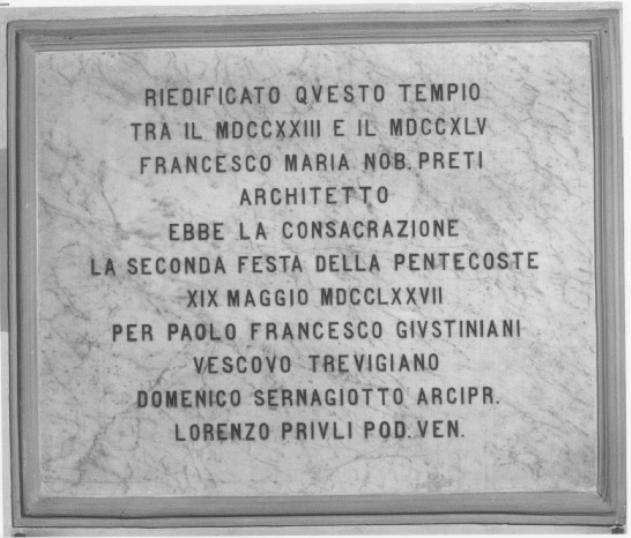 RIEDIFICATO QVESTO TEMPIO
TRA IL MDCCXXIII E IL MDCCXLV
FRANCESCO MARIA NOB. PRETI
ARCHITETTO
EBBE LA CONSACRAZIONE
LA SECONDA FESTA DELLA PENTECOSTE
XIX MAGGIO MDCCLXXVII
PER PAOLO FRANCESCO GIVSTINIANI
VESCOVO TREVIGIANO
DOMENICO SERNAGIOTTO ARCIPR.
LORENZO PRIVLI POD. VEN.